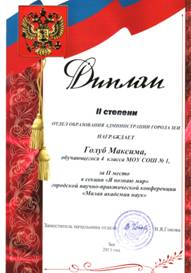 Диплом
II степени
ОТДЕЛ ОБРАЗОВАНИЯ АДМИНИСТРАЦИИ ГОРОДА ЗЕИ
НАГРАЖДАЕТ
Голуб Максима,
обучающегося 4 класса МОУ СОШ № 1,
за II место
в секции «Я познаю мир»
городской научно-практической конференции
«Малая академия наук»
Заместитель начальника отдела
Зея